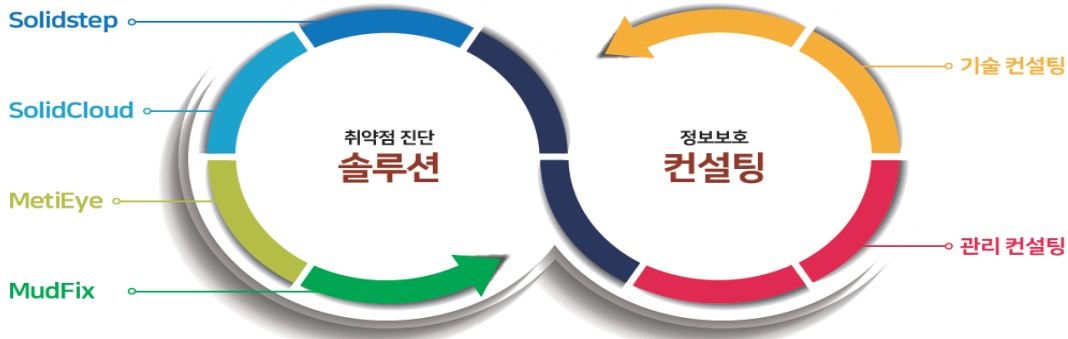 Solidstep
SolidCloud
MetiEye
MudFix
취약점 진단
솔루션
정보보호
컨설팅
기술 컨설팅
관리 컨설팅